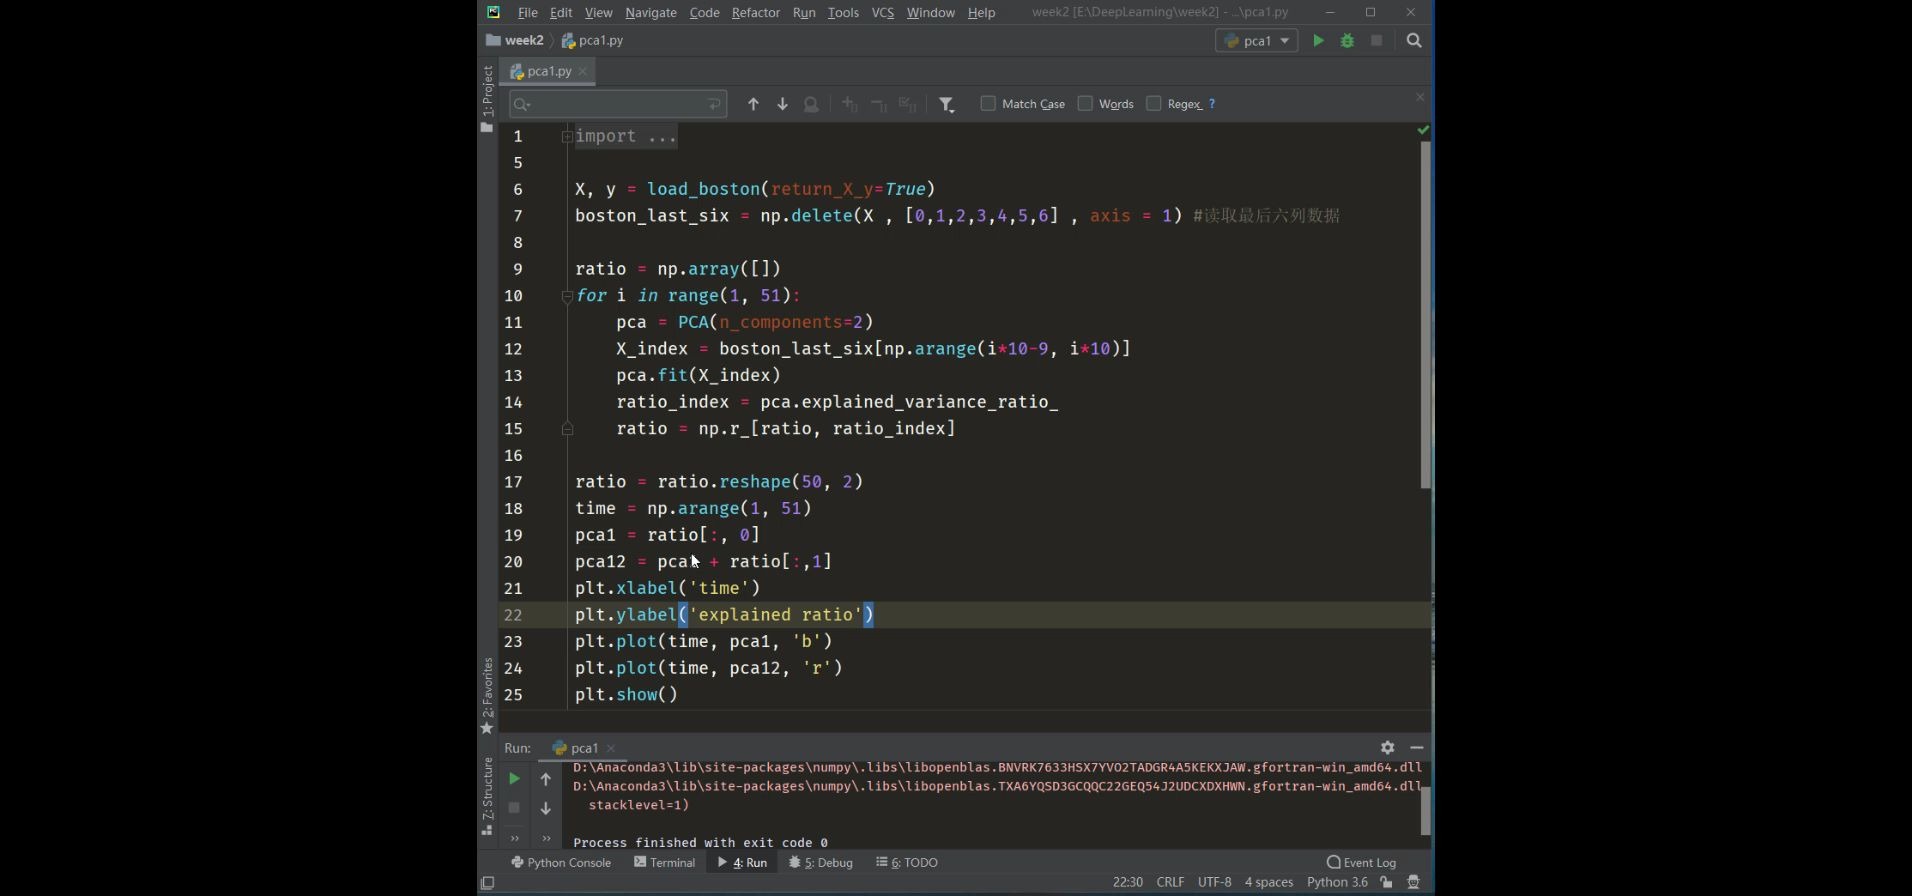 File Edit View Navigate Code Refactor Run Tools VCS Window Help week2 [E:\DeepLearning\week2] - ...\pca1.py
week2 pca1.py pca1
1: Project
pca1.py
Match Case Words Regex ?
1 import ...
5
6 X, y = load_boston(return_X_y=True)
7 boston_last_six = np.delete(X , [0,1,2,3,4,5,6] , axis = 1) #读取最后六列数据
8
9 ratio = np.array([])
10 for i in range(1, 51):
11 pca = PCA(n_components=2)
12 X_index = boston_last_six[np.arange(i*10-9, i*10)]
13 pca.fit(X_index)
14 ratio_index = pca.explained_variance_ratio_
15 ratio = np.r_[ratio, ratio_index]
16
17 ratio = ratio.reshape(50, 2)
18 time = np.arange(1, 51)
19 pca1 = ratio[:, 0]
20 pca12 = pca1 + ratio[:,1]
21 plt.xlabel('time')
22 plt.ylabel('explained ratio')
23 plt.plot(time, pca1, 'b')
24 plt.plot(time, pca12, 'r')
25 plt.show()
2: Favorites
Z: Structure
Run: pca1
D:\Anaconda3\lib\site-packages\numpy\.libs\libopenblas.BNVRK7633HSX7YVO2TADGR4A5KEKXJAW.gfortran-win_amd64.dll
D:\Anaconda3\lib\site-packages\numpy\.libs\libopenblas.TXA6YQSD3GCQQC22GEQ54J2UDCXDXHWN.gfortran-win_amd64.dll
stacklevel=1)
Process finished with exit code 0
Python Console Terminal 4: Run 5: Debug 6: TODO Event Log
22:30 CRLF UTF-8 4 spaces Python 3.6